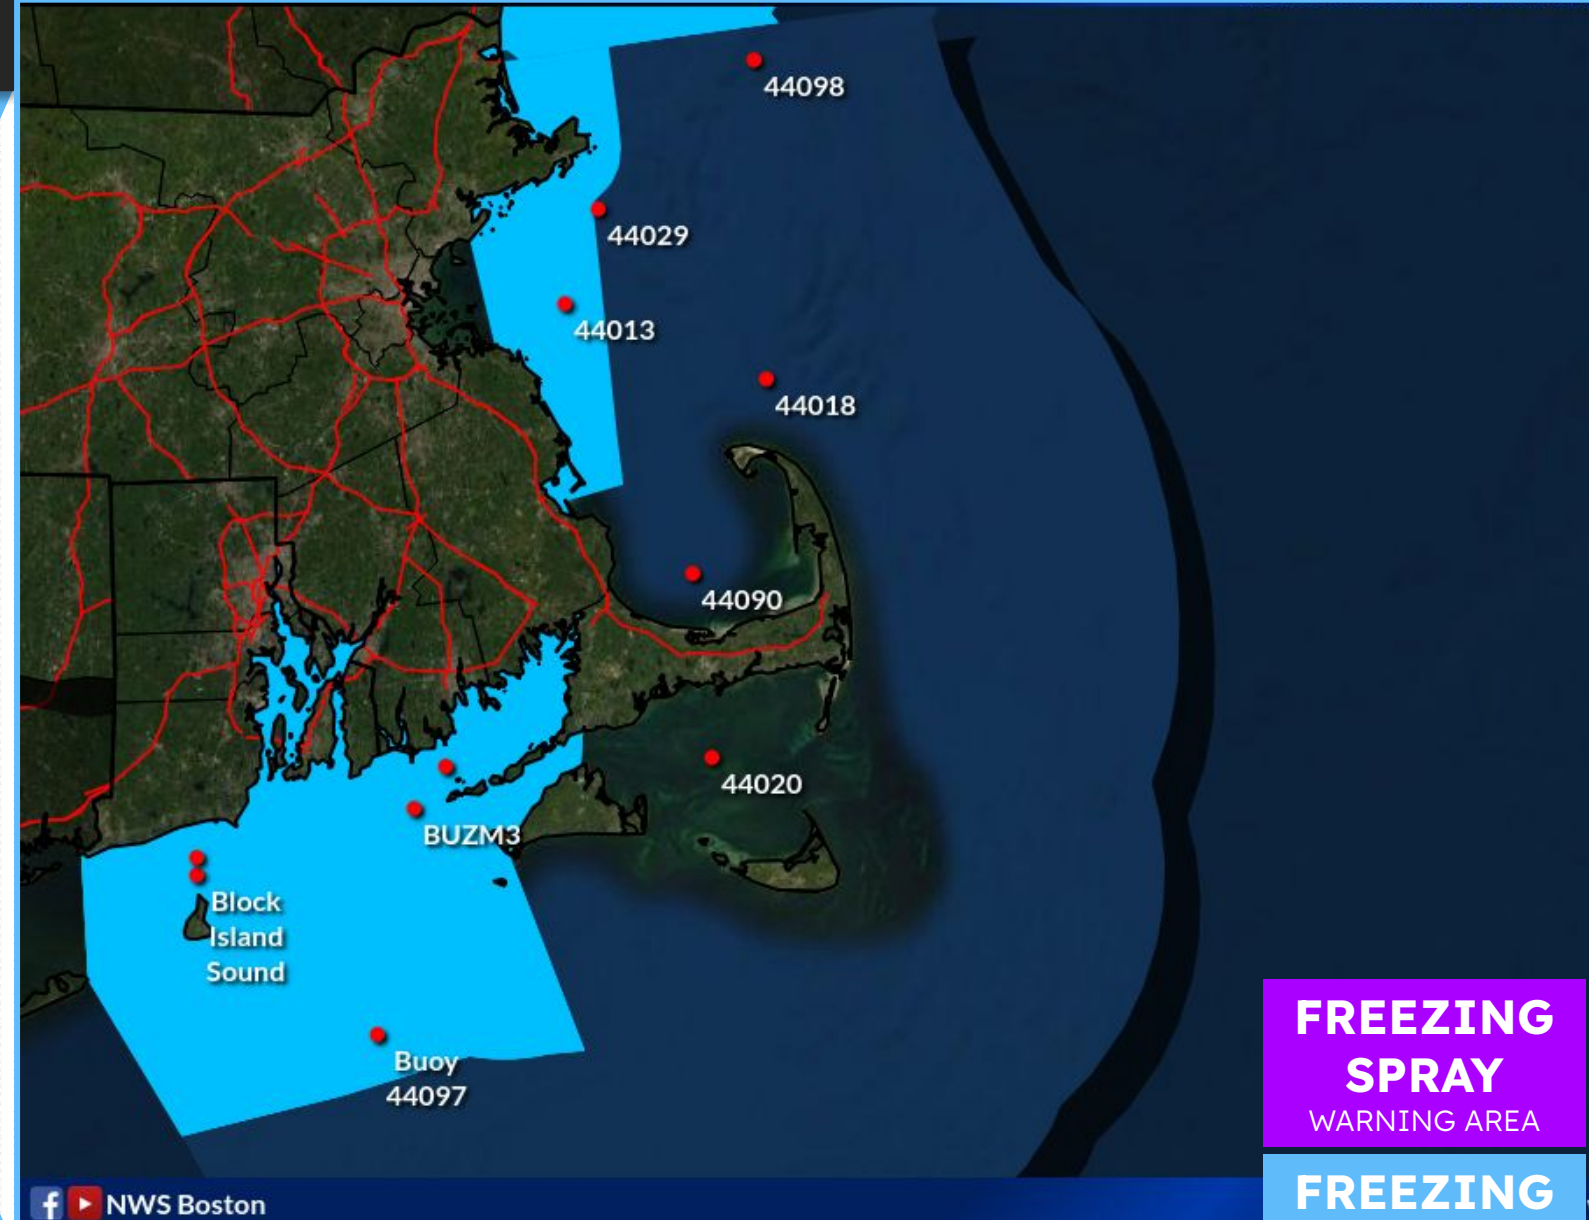 44098
44029
44013
44018
44090
44020
BUZM3
Block
Island
Sound
Buoy
44097
FREEZING
SPRAY
WARNING AREA
FREEZING
NWS Boston